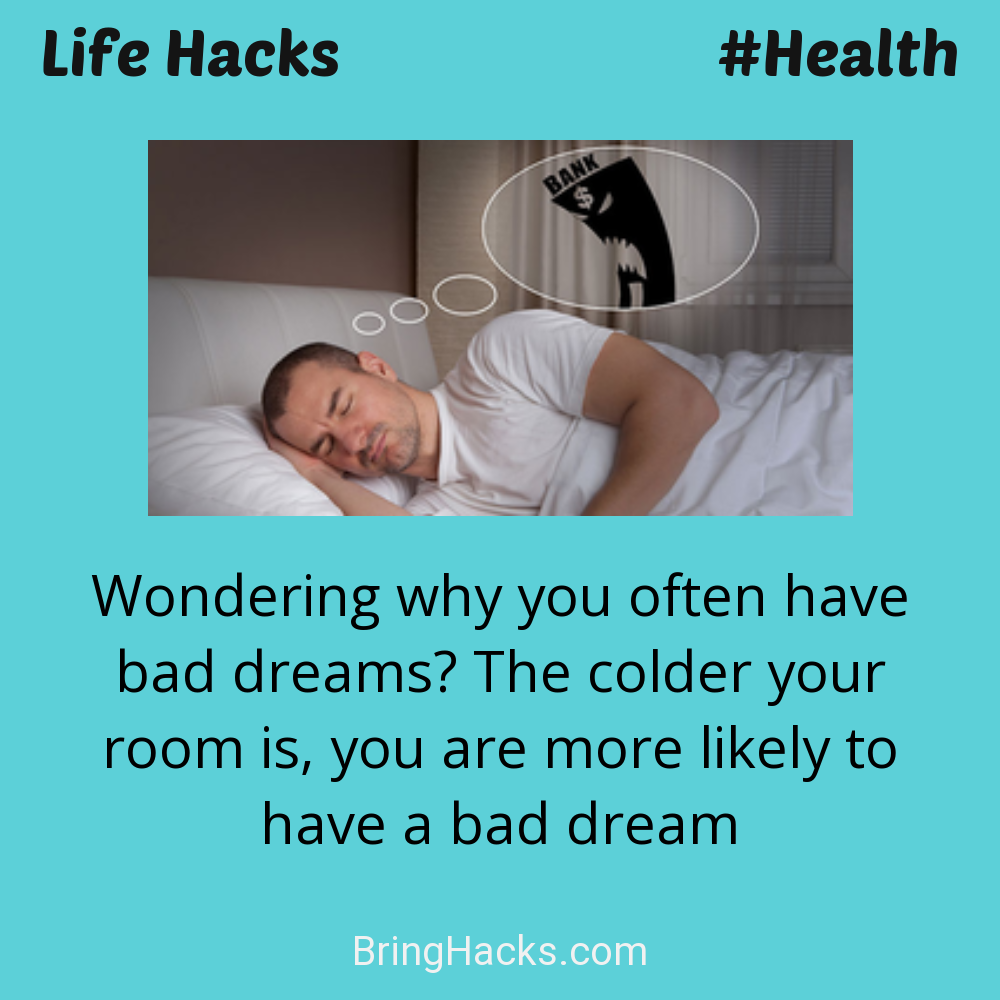 Life Hacks
#Health
BANK
$
Wondering why you often have
bad dreams? The colder your
room is, you are more likely to
have a bad dream
BringHacks.com